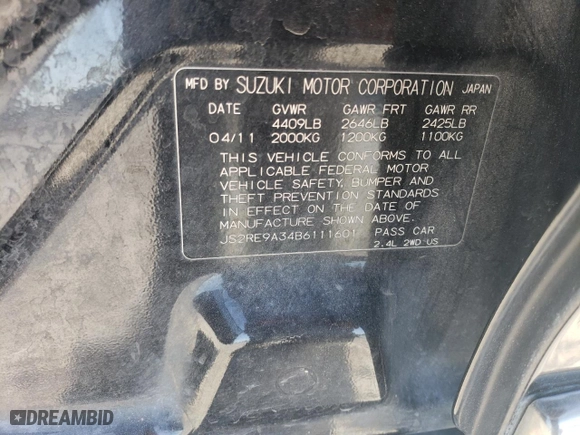 MFD BY SUZUKI MOTOR CORPORATION JAPAN
DATE GVWR GAWR FRT GAWR RR
4409LB 2646LB 2425LB
04/11 2000KG 1200KG 1100KG
THIS VEHICLE CONFORMS TO ALL
APPLICABLE FEDERAL MOTOR
VEHICLE SAFETY, BUMPER AND
THEFT PREVENTION STANDARDS
IN EFFECT ON THE DATE OF
MANUFACTURE SHOWN ABOVE.
JS2RE9A34B6111601 PASS CAR
2.4L 2WD US
DREAMBID